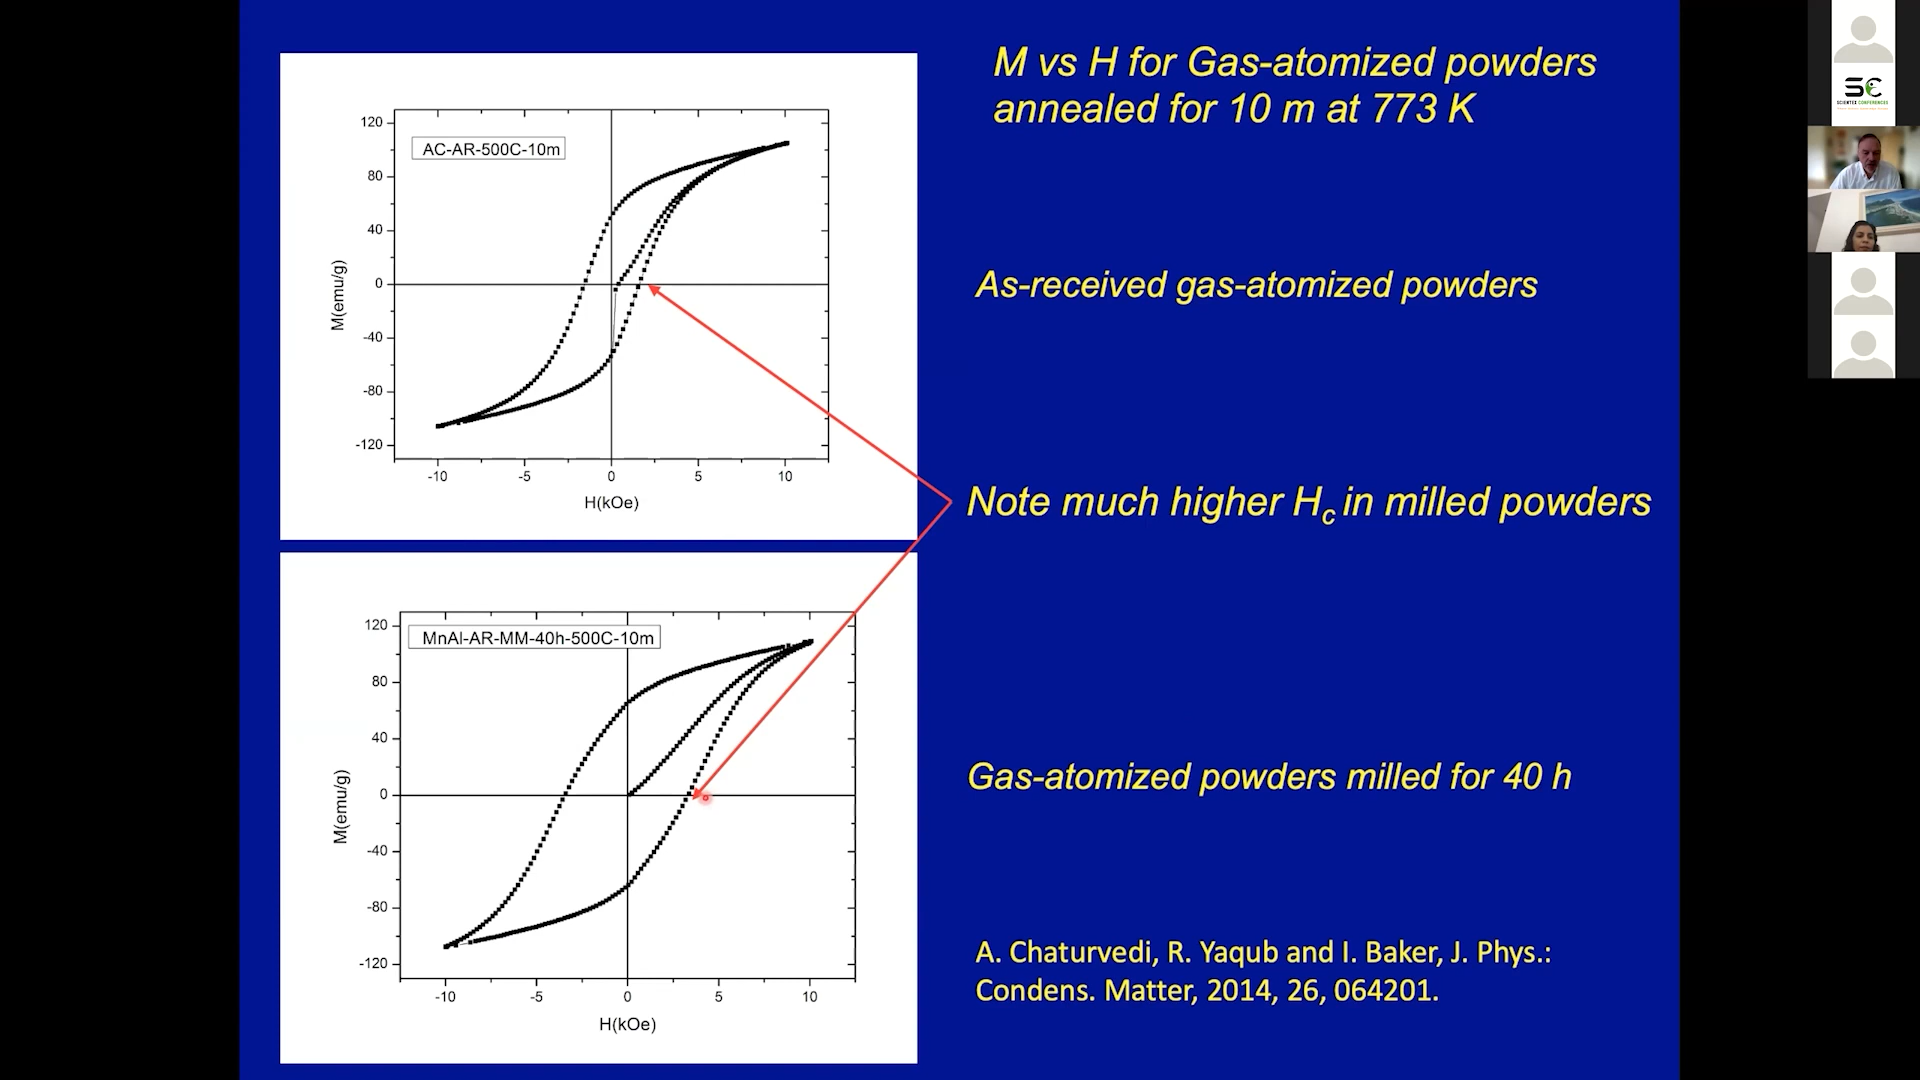 M vs H for Gas-atomized powders
annealed for 10 m at 773 K
SC
SCIENTEX CONFERENCES
120
80
40
0
-40
-80
-120
M(emu/g)
AC-AR-500C-10m
-10
-5
0
5
10
H(kOe)
As-received gas-atomized powders
Note much higher Hc in milled powders
120
80
40
0
-40
-80
-120
M(emu/g)
MnAl-AR-MM-40h-500C-10m
-10
-5
0
5
10
H(kOe)
Gas-atomized powders milled for 40 h
A. Chaturvedi, R. Yaqub and I. Baker, J. Phys.:
Condens. Matter, 2014, 26, 064201.